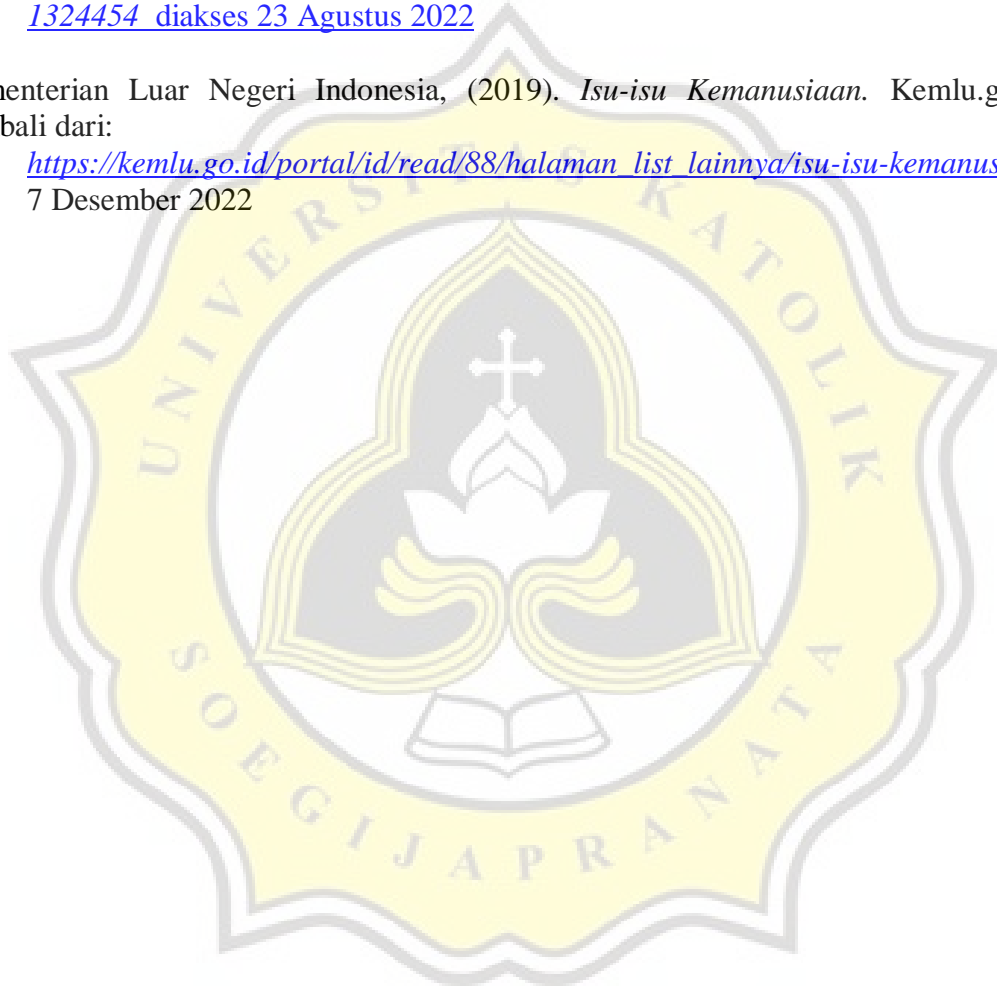 1324454 diakses 23 Agustus 2022
menterian Luar Negeri Indonesia, (2019). Isu-isu Kemanusiaan. Kemlu.g
bali dari:
https://kemlu.go.id/portal/id/read/88/halaman_list_lainnya/isu-isu-kemanus
7 Desember 2022
UNIVERSITAS KATOLIK
SOEGIJAPRANATA